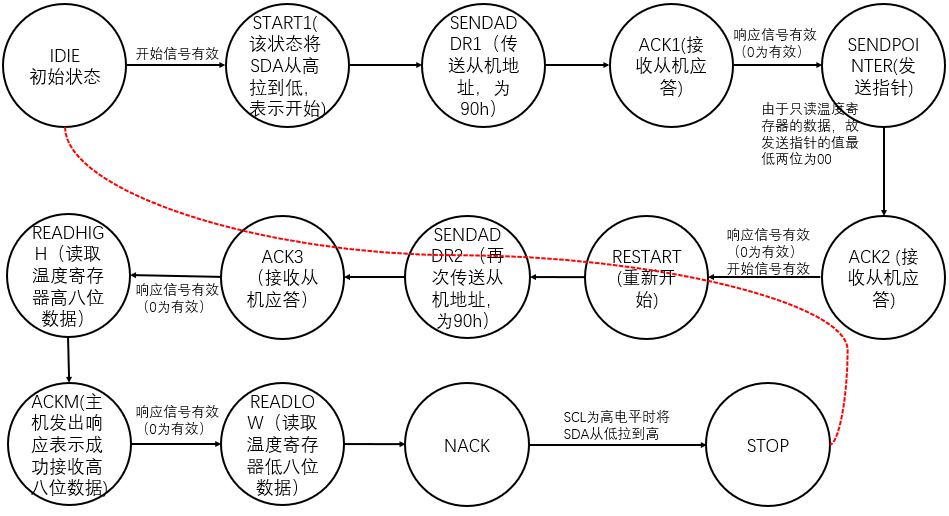 IDIE
初始状态
开始信号有效
START1(
该状态将
SDA从高
拉到低，
表示开始)
SENDAD
DR1（传
送从机地
址，为
90h）
ACK1(接
收从机应
答)
响应信号有效
（0为有效）
SENDPOI
NTER(发
送指针)
由于只读温度寄
存器的数据，故
发送指针的值最
低两位为00
ACK2 (接
收从机应
答)
响应信号有效
（0为有效）
开始信号有效
RESTART
(重新开
始)
SENDAD
DR2 （再
次传送从
机地址，
为90h）
ACK3
（接收从
机应答）
响应信号有效
（0为有效）
READHIG
H（读取
温度寄存
器高八位
数据）
ACKM(主
机发出响
应表示成
功接收高
八位数据)
响应信号有效
（0为有效）
READLO
W（读取
温度寄存
器低八位
数据）
NACK
SCL为高电平时将
SDA从低拉到高
STOP